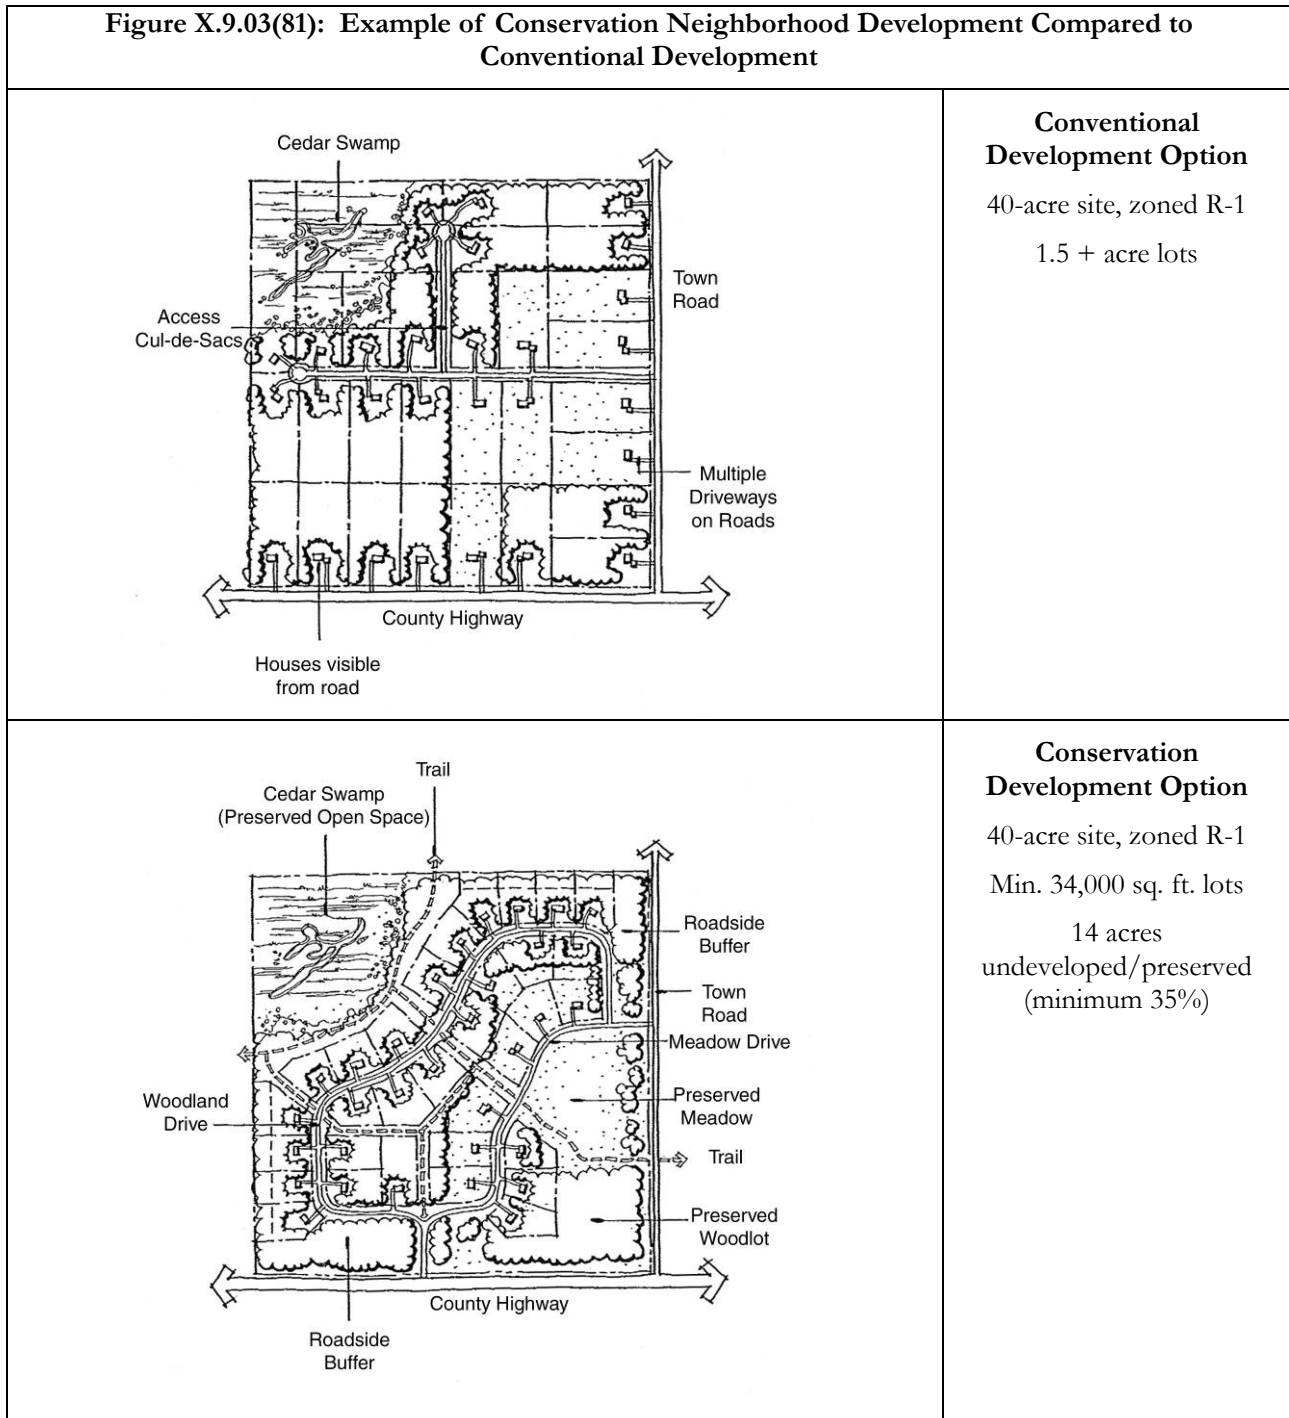 Figure X.9.03(81): Example of Conservation Neighborhood Development Compared to
Conventional Development
Cedar Swamp
Town
Road
Access
Cul-de-Sacs
Multiple
Driveways
on Roads
County Highway
Houses visible
from road
Conventional
Development Option
40-acre site, zoned R-1
1.5 + acre lots
Trail
Cedar Swamp
(Preserved Open Space)
Roadside
Buffer
Town
Road
Meadow Drive
Woodland
Drive
Preserved
Meadow
Trail
Preserved
Woodlot
County Highway
Roadside
Buffer
Conservation
Development Option
40-acre site, zoned R-1
Min. 34,000 sq. ft. lots
14 acres
undeveloped/preserved
(minimum 35%)